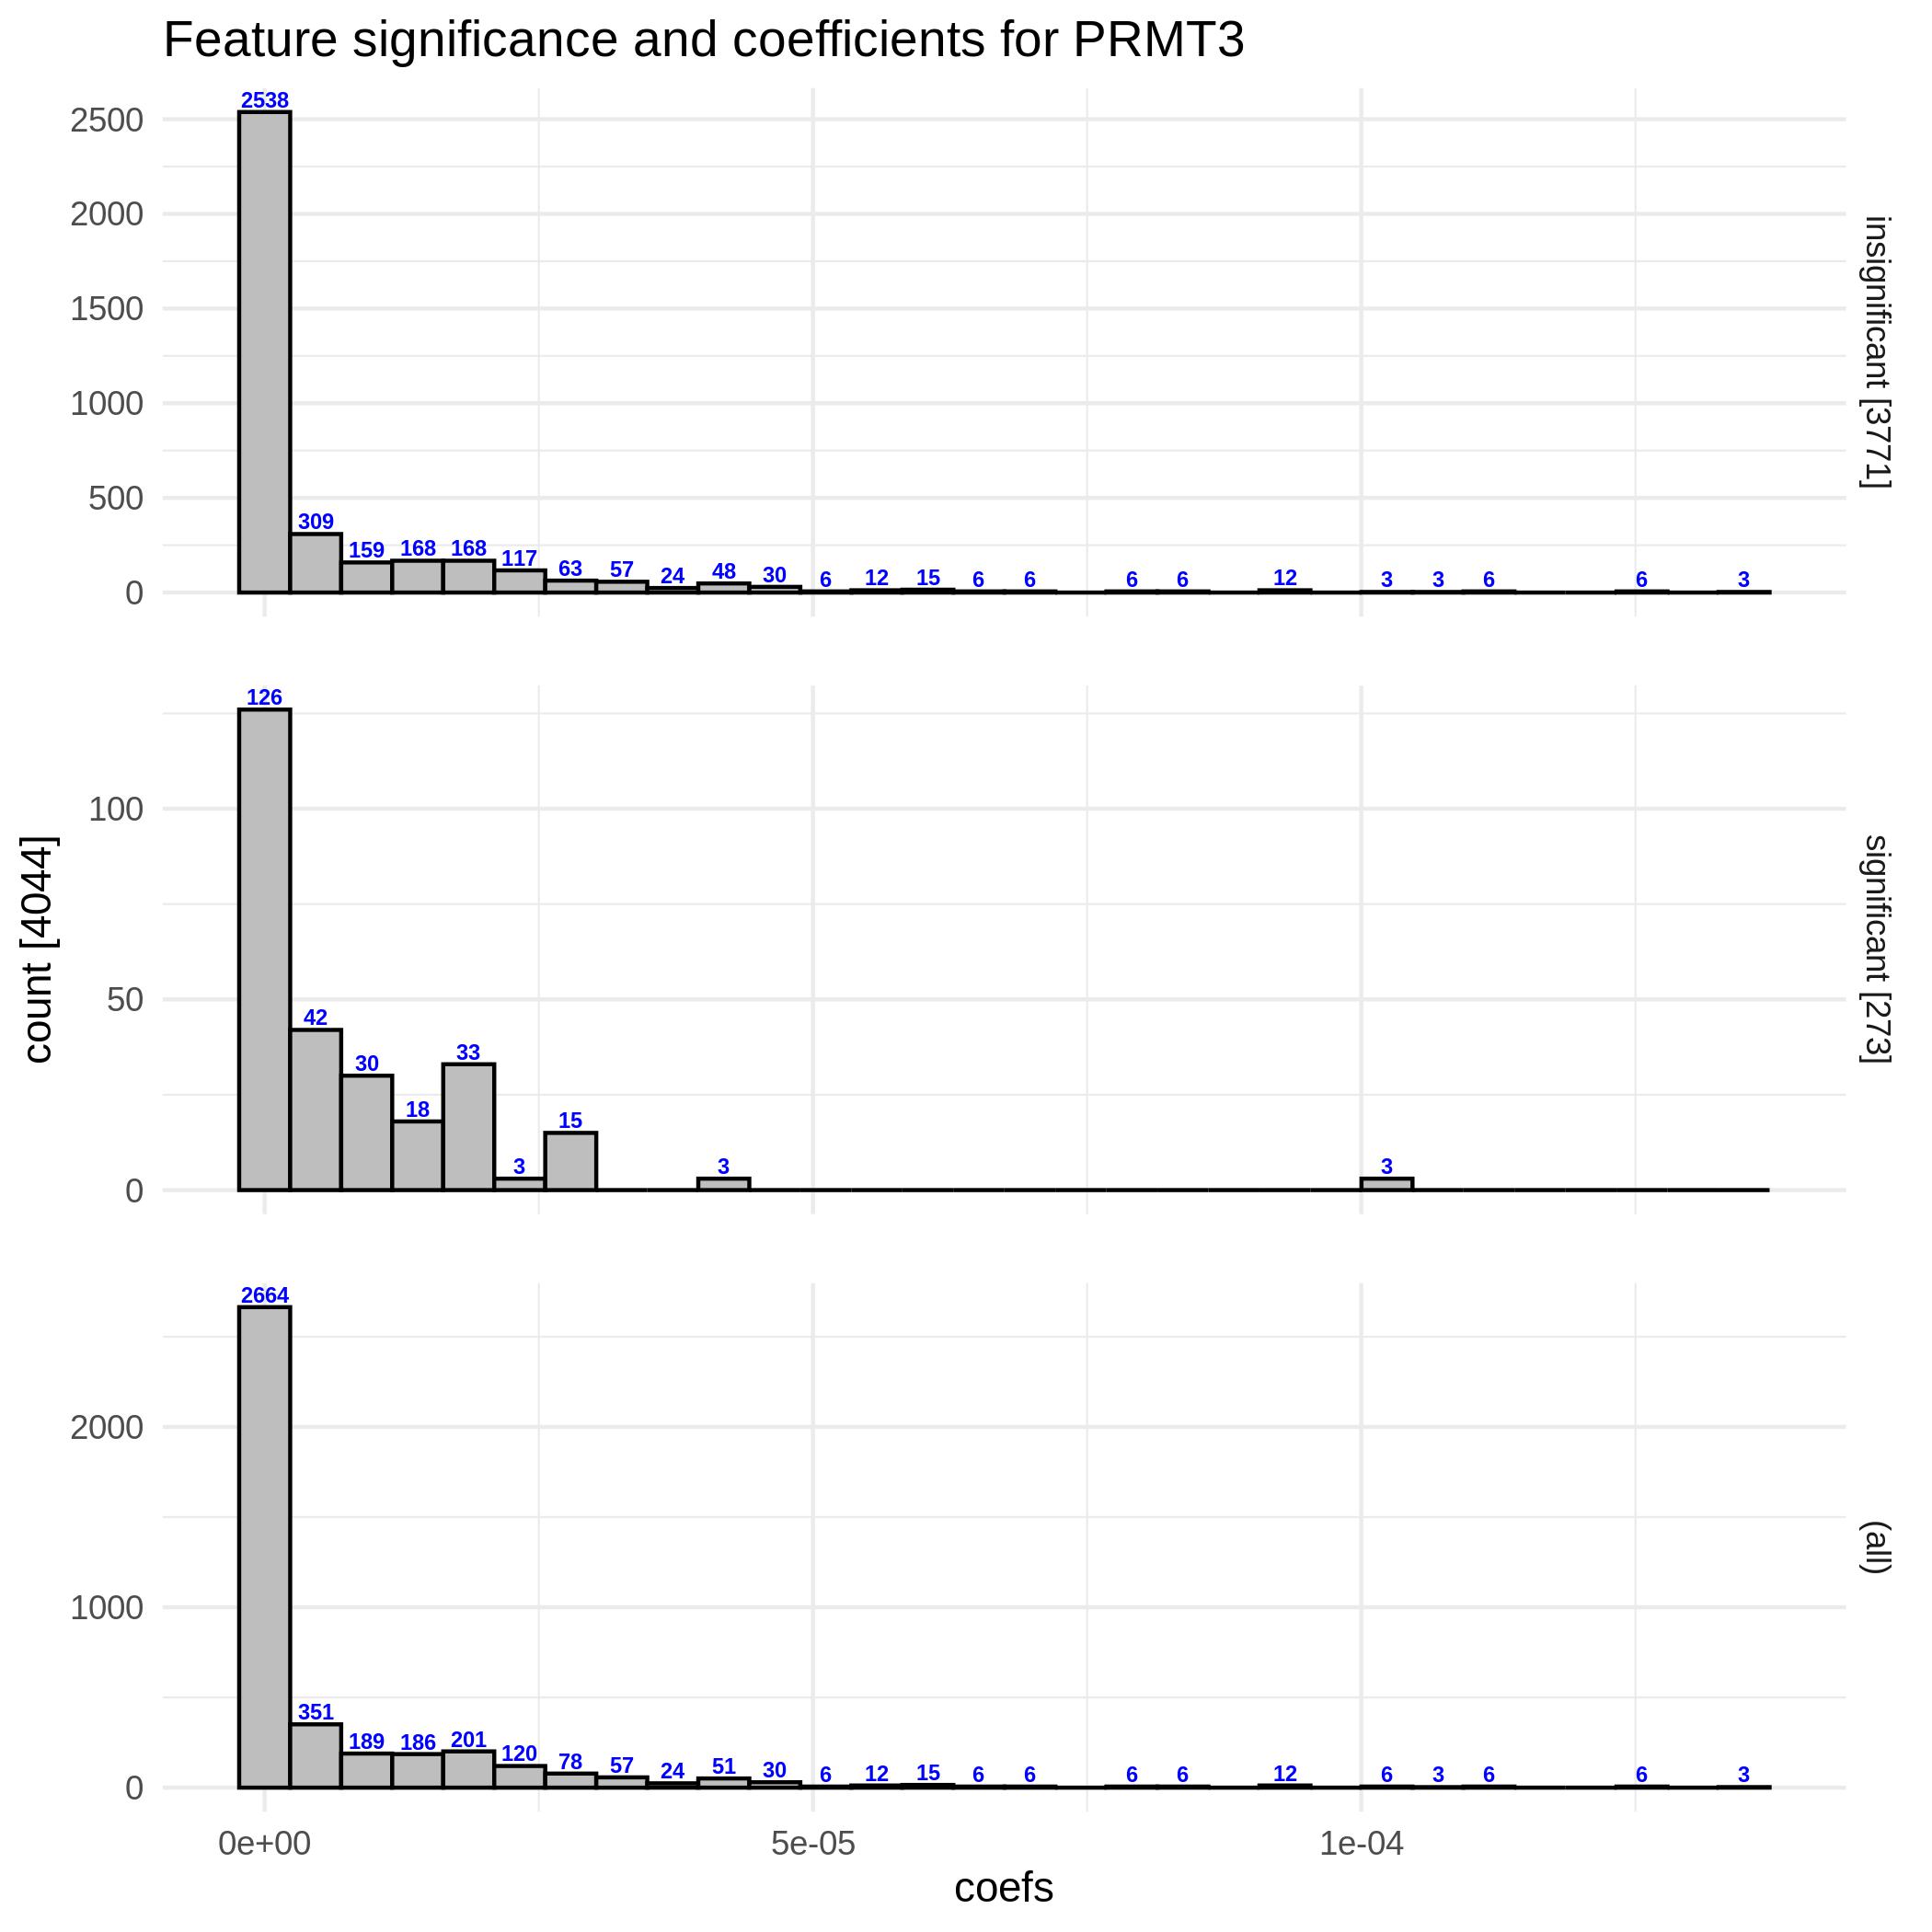 Feature significance and coefficients for PRMT3
2538
2500
2000
1500
1000
500
309
159 168 168 117 63 57 24 48 30 6 12 15 6 6 6 6 12 3 3 6 6 3
0
insignificant [3771]
126
100
50
42
30
18
33
3
15
3
3
0
significant [273]
count [4044]
2664
2000
1000
351
189 186 201 120 78 57 24 51 30 6 12 15 6 6 6 6 12 6 3 6 6 3
0
(all)
0e+00 5e-05 1e-04
coefs